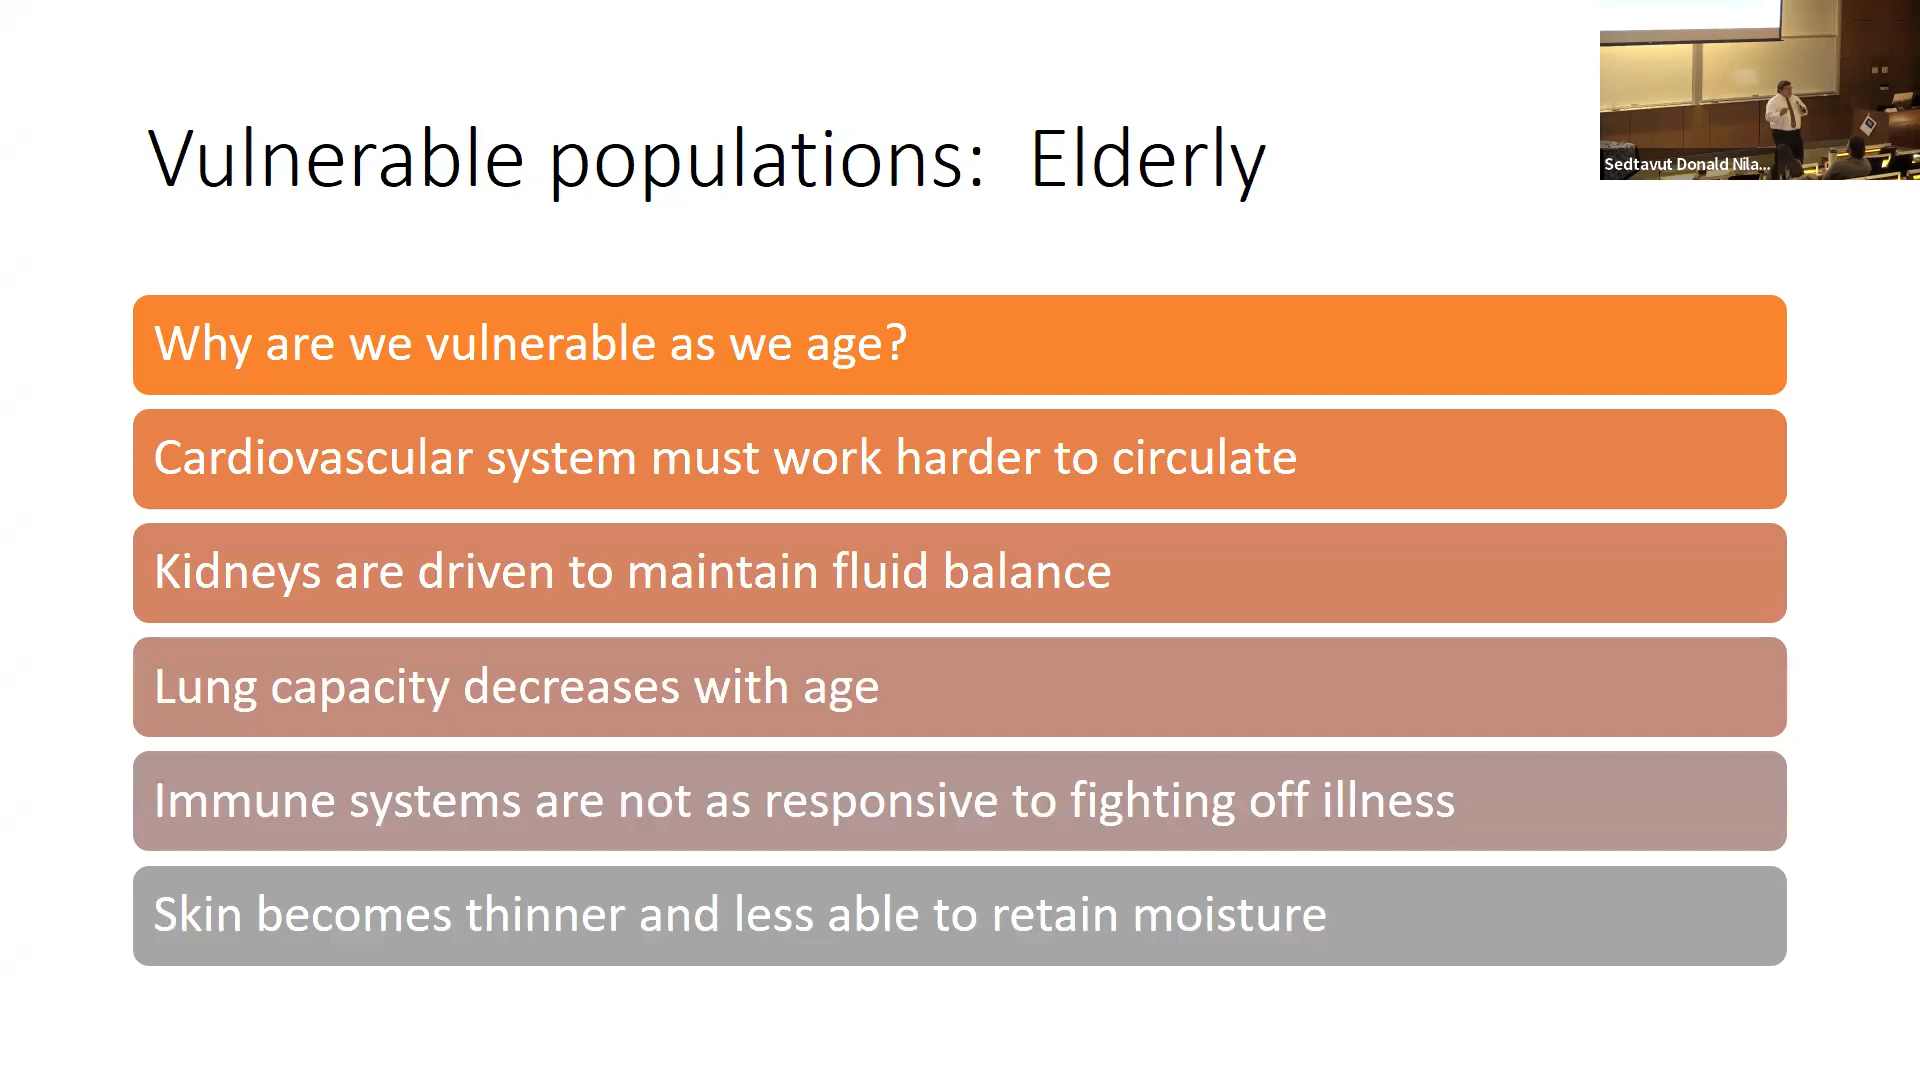 Vulnerable populations: Elderly
Sedtavut Donald Nila...
Why are we vulnerable as we age?
Cardiovascular system must work harder to circulate
Kidneys are driven to maintain fluid balance
Lung capacity decreases with age
Immune systems are not as responsive to fighting off illness
Skin becomes thinner and less able to retain moisture